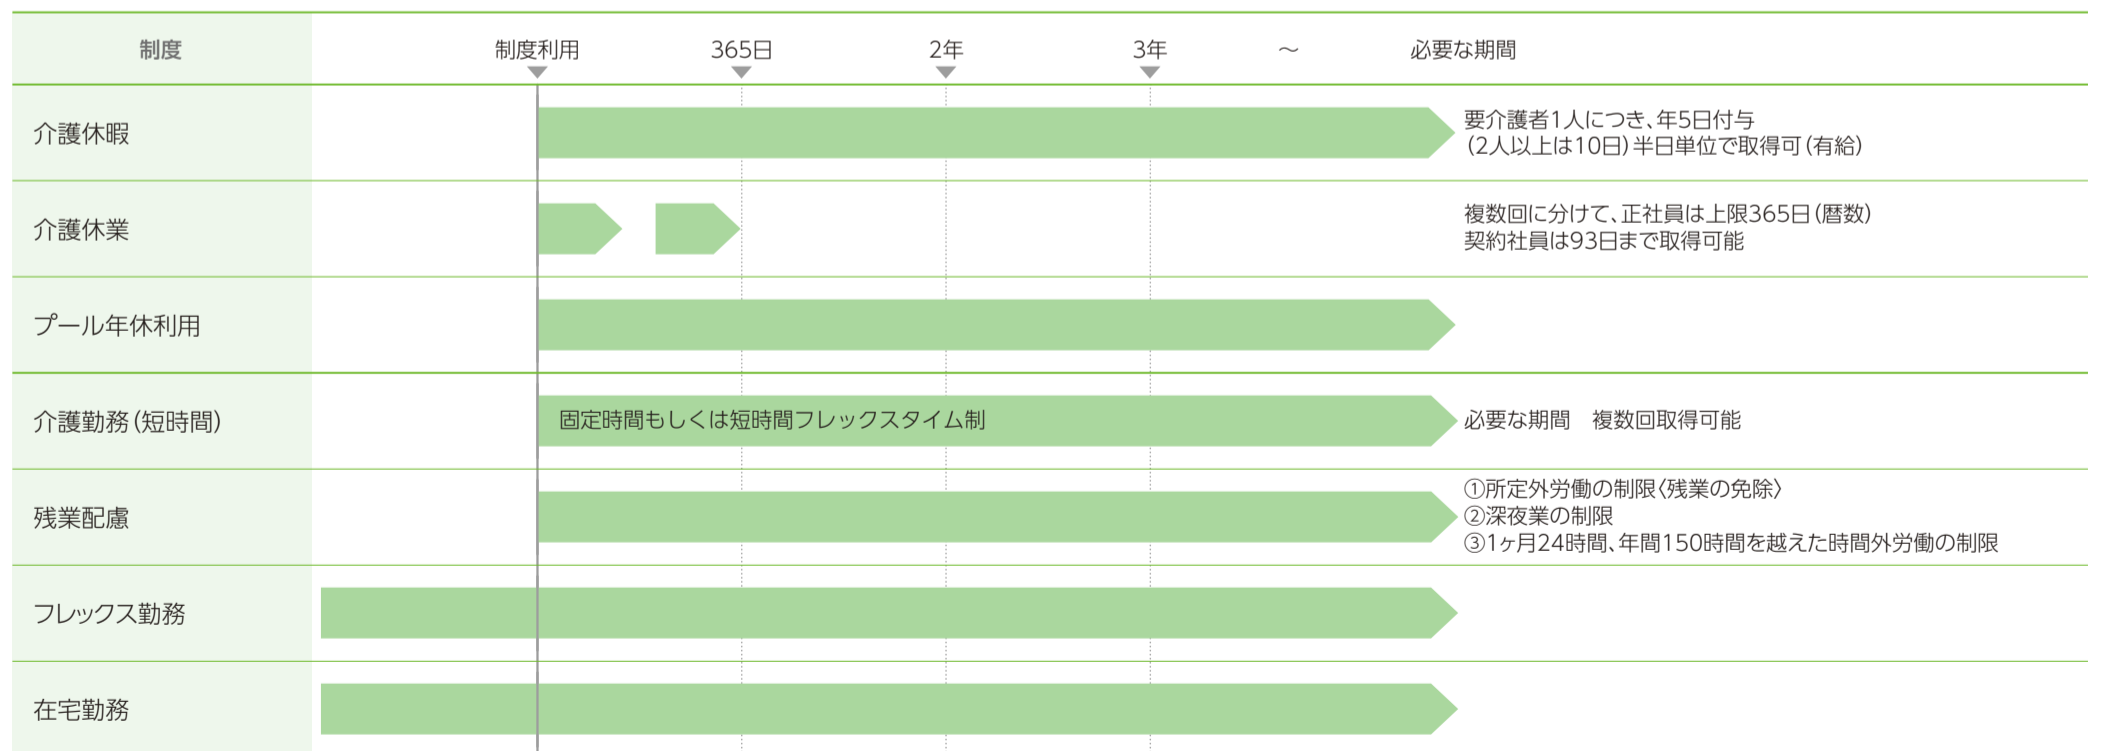 制度 制度利用 365日 2年 3年 ～ 必要な期間
介護休暇
要介護者1人につき、年5日付与
（2人以上は10日）半日単位で取得可（有給）
介護休業
複数回に分けて、正社員は上限365日（暦数）
契約社員は93日まで取得可能
プール年休利用
介護勤務（短時間） 固定時間もしくは短時間フレックスタイム制 必要な期間　複数回取得可能
残業配慮
①所定外労働の制限〈残業の免除〉
②深夜業の制限
③1ヶ月24時間、年間150時間を越えた時間外労働の制限
フレックス勤務
在宅勤務